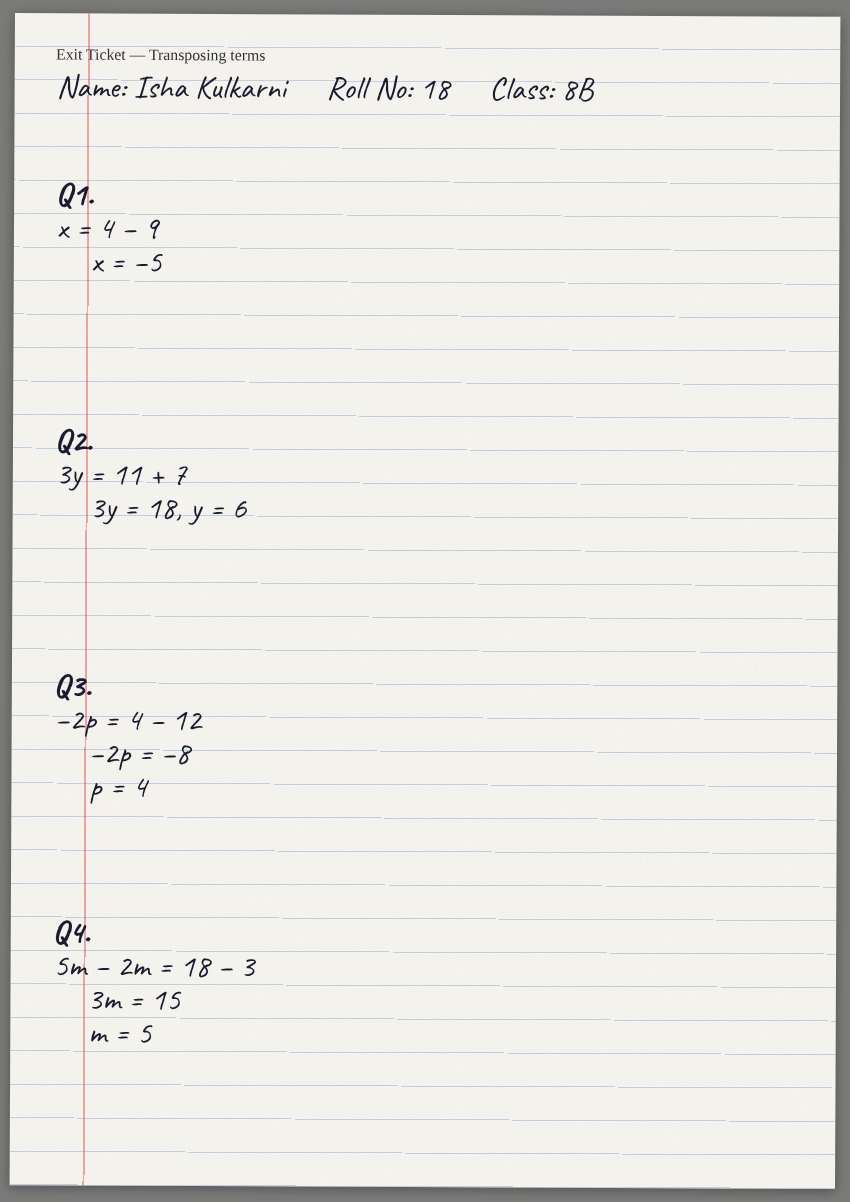 Exit Ticket — Transposing terms
Name: Isha Kulkarni Roll No: 18 Class: 8B
Q1.
x = 4 – 9
x = –5
Q2.
3y = 11 + 7
3y = 18, y = 6
Q3.
–2p = 4 – 12
–2p = –8
p = 4
Q4.
5m – 2m = 18 – 3
3m = 15
m = 5